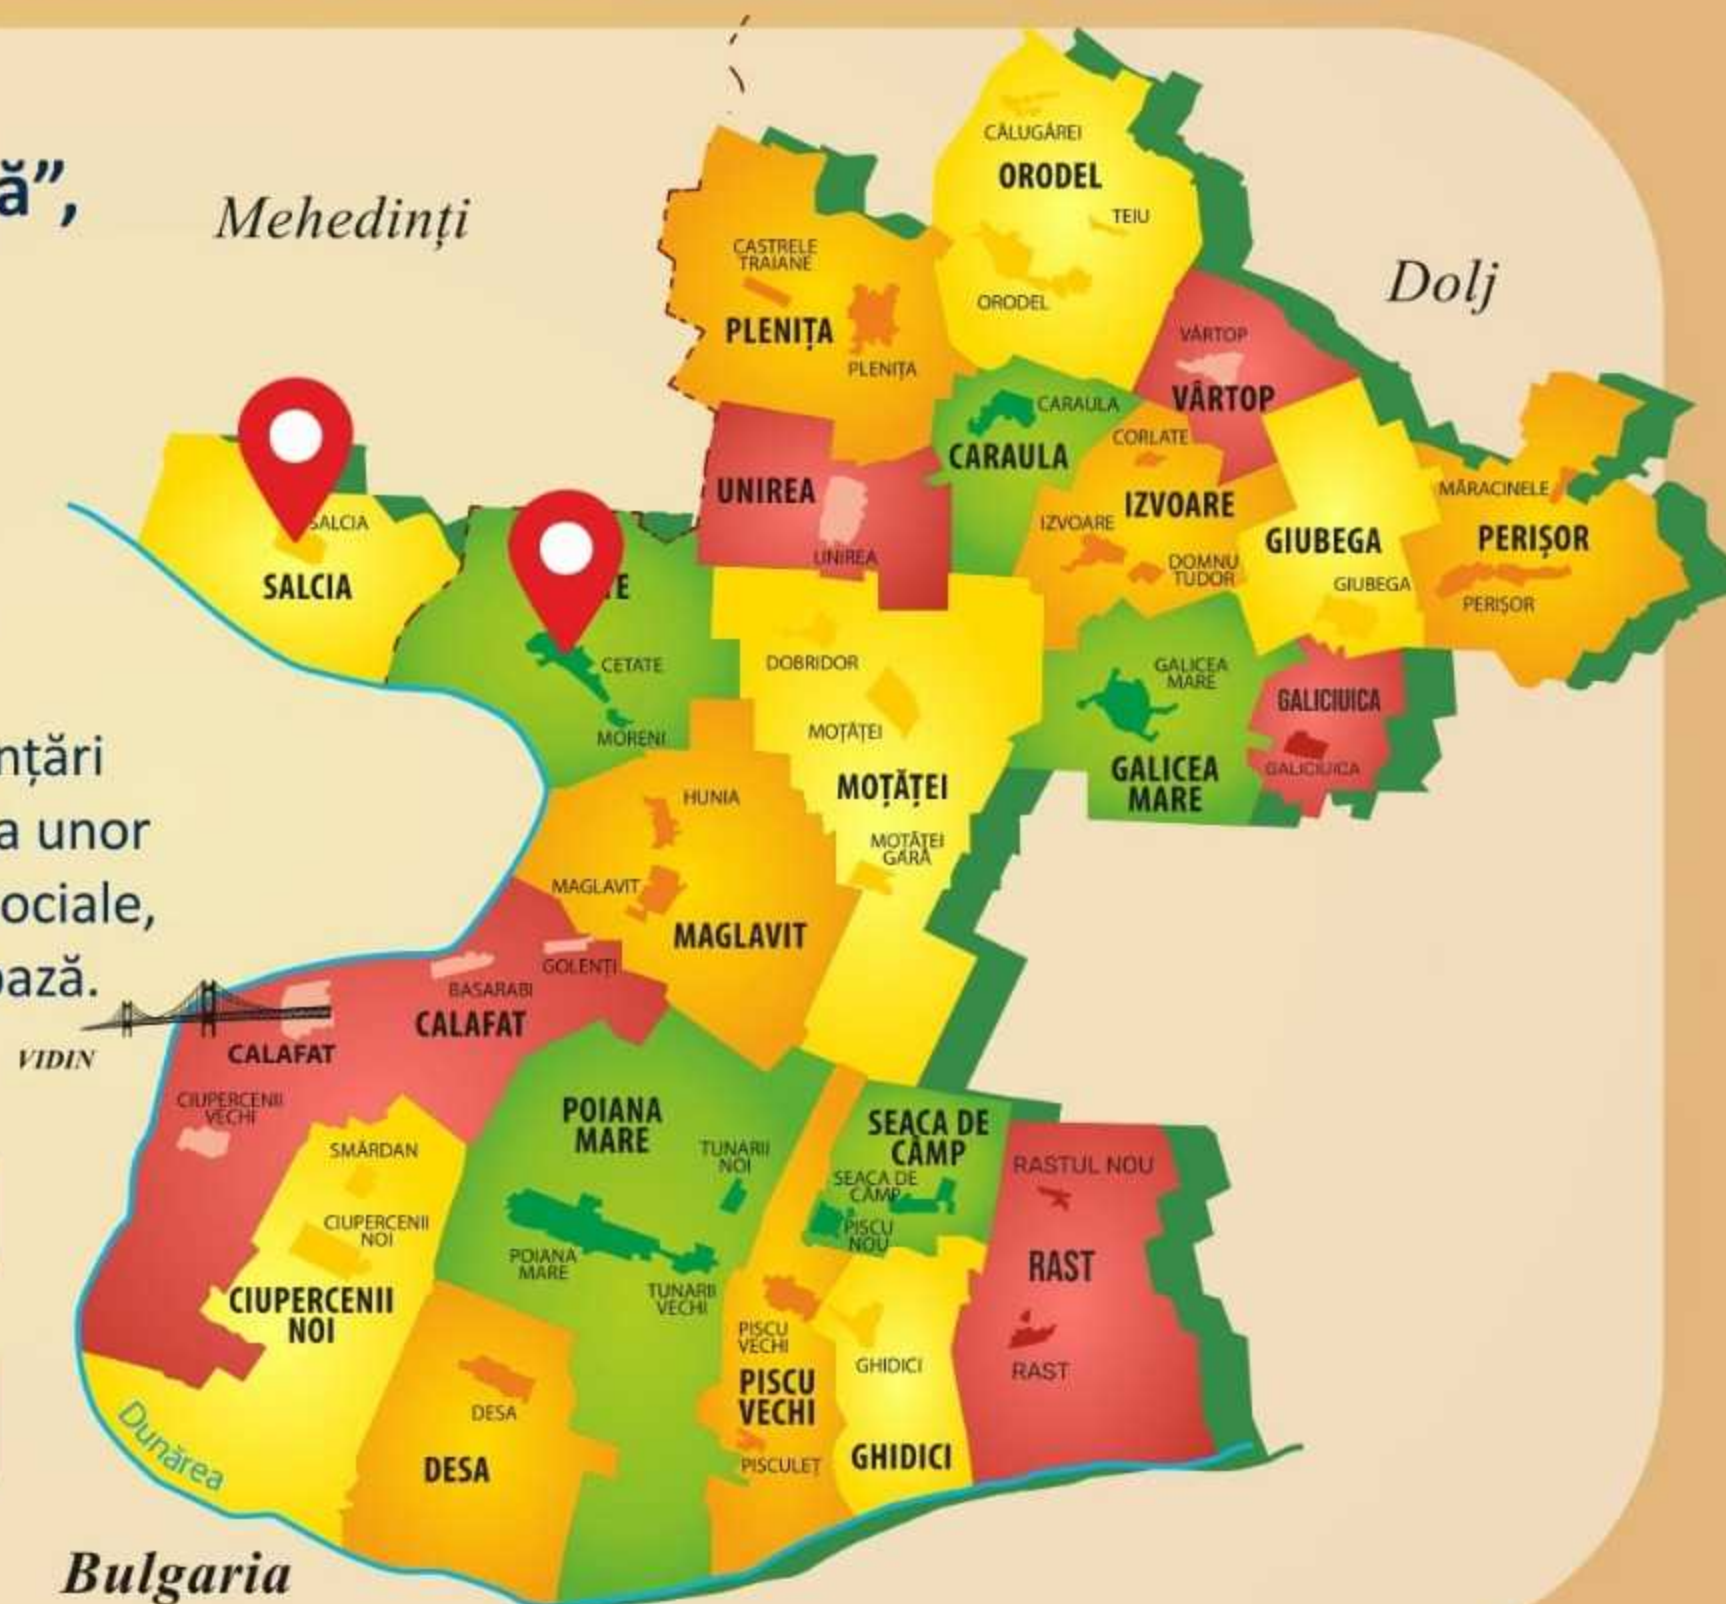 ă”,
Mehedinți
Dolj
CĂLUGĂREI
ORODEL
TEIU
ORODEL
CASTRELE
TRAIANE
PLENIȚA
PLENIȚA
VÂRTOP
VÂRTOP
CARAULA
CARAULA
UNIREA
UNIREA
CORLATE
IZVOARE
IZVOARE
DOMNU
TUDOR
GIUBEGA
GIUBEGA
MĂRACINELE
PERIȘOR
PERIȘOR
SALCIA
SALCIA
TE
CETATE
MORENI
DOBRIDOR
MOȚĂȚEI
MOȚĂȚEI
MOȚĂȚEI
GARĂ
GALICEA
MARE
GALICEA
MARE
GALICIUICA
GALICIUICA
nțări
a unor
ociale,
bază.
HUNIA
MAGLAVIT
MAGLAVIT
GOLENȚI
BASARABI
CALAFAT
CALAFAT
VIDIN
CIUPERCENII
VECHI
SMÂRDAN
CIUPERCENII
NOI
CIUPERCENII
NOI
POIANA
MARE
TUNARII
NOI
POIANA
MARE
TUNARII
VECHI
SEACA DE
CÂMP
SEACA DE
CÂMP
PISCU
NOU
RASTUL NOU
RAST
RAST
PISCU
VECHI
PISCU
VECHI
PISCULEȚ
GHIDICI
GHIDICI
DESA
DESA
Dunărea
Bulgaria